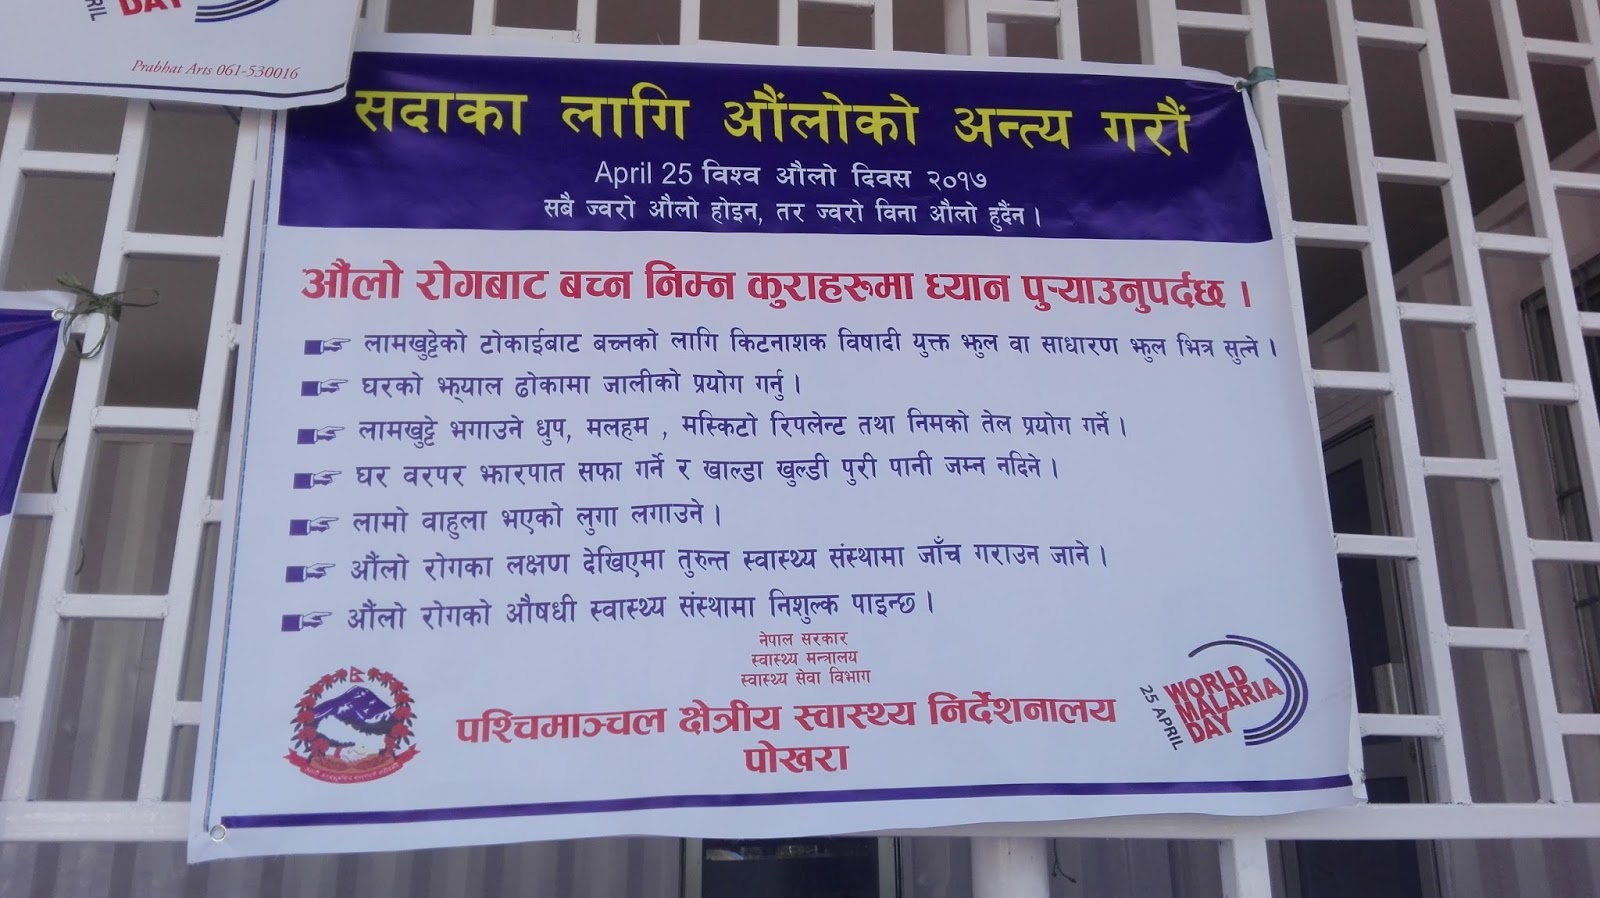 DAY
Prabhat Arts 061-530016
सदाका लागि औंलोको अन्त्य गरौं
April 25 विश्व औलो दिवस २०१७
सबै ज्वरो औलो होइन, तर ज्वरो विना औलो हुदैंन ।
औंलो रोगबाट बच्न निम्न कुराहरुमा ध्यान पुऱ्याउनुपर्दछ ।
लामखुट्टेको टोकाईबाट बच्नको लागि किटनाशक विषादी युक्त झुल वा साधारण झुल भित्र सुत्ने ।
घरको झ्याल ढोकामा जालीको प्रयोग गर्नु ।
लामखुट्टे भगाउने धुप, मलहम , मस्किटो रिपलेन्ट तथा निमको तेल प्रयोग गर्ने ।
घर वरपर झारपात सफा गर्ने र खाल्डा खुल्डी पुरी पानी जम्न नदिने ।
लामो वाहुला भएको लुगा लगाउने ।
औंलो रोगका लक्षण देखिएमा तुरुन्त स्वास्थ्य संस्थामा जाँच गराउन जाने ।
औंलो रोगको औषधी स्वास्थ्य संस्थामा निशुल्क पाइन्छ ।
नेपाल सरकार
स्वास्थ्य मन्त्रालय
स्वास्थ्य सेवा विभाग
पश्चिमाञ्चल क्षेत्रीय स्वास्थ्य निर्देशनालय
पोखरा
25 APRIL
WORLD
MALARIA
DAY